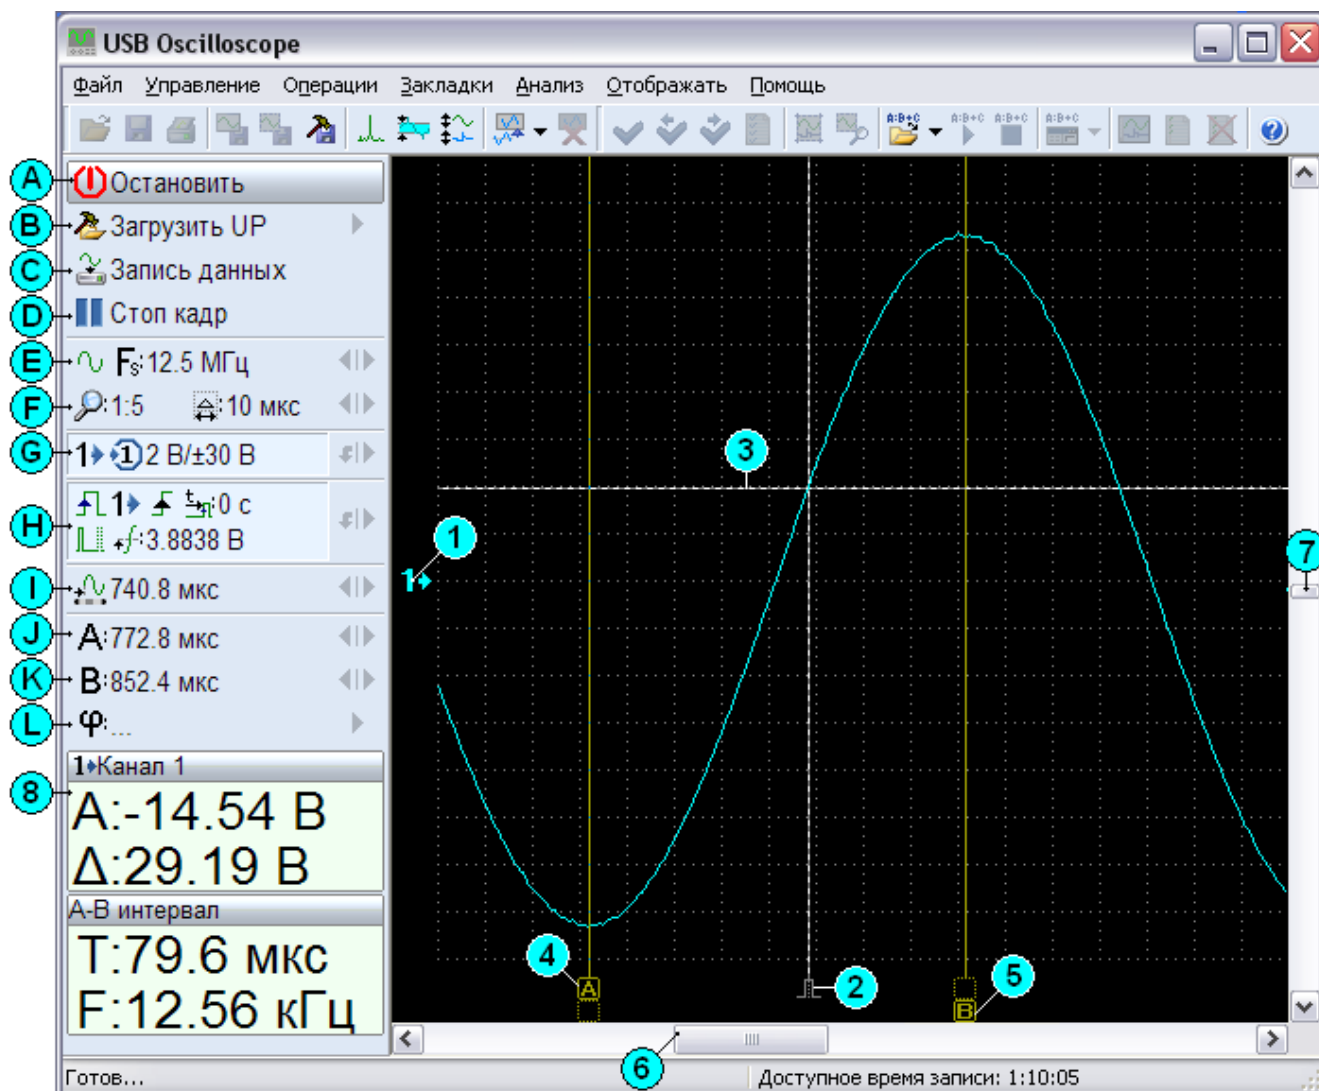 USB Oscilloscope
Файл Управление Операции Закладки Анализ Отображать Помощь
A:B+C A:B+C A:B+C A:B+C
A Остановить
B Загрузить UP
C Запись данных
D Стоп кадр
E Fs:12.5 МГц
F :1:5 :10 мкс
G 1 1 2 В/±30 В
H 1 t :0 с
f:3.8838 В
I 740.8 мкс
J A:772.8 мкс
K B:852.4 мкс
L φ:...
1 Канал 1
8 A:-14.54 В
Δ:29.19 В
A-B интервал
T:79.6 мкс
F:12.56 кГц
3
1
1
7
4
A
2
5
B
6
Готов... Доступное время записи: 1:10:05